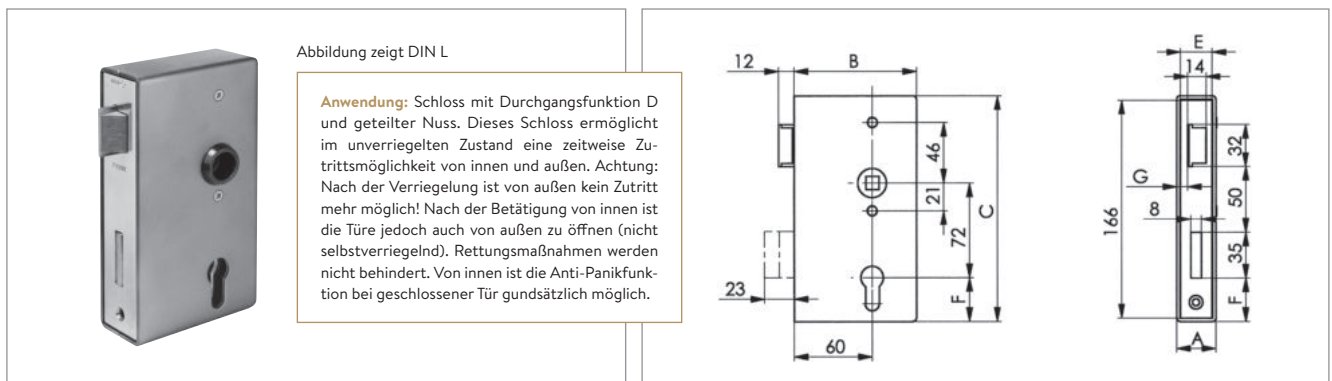 Abbildung zeigt DIN L
Anwendung: Schloss mit Durchgangsfunktion D
und geteilter Nuss. Dieses Schloss ermöglicht
im unverriegelten Zustand eine zeitweise Zu-
trittsmöglichkeit von innen und außen. Achtung:
Nach der Verriegelung ist von außen kein Zutritt
mehr möglich! Nach der Betätigung von innen ist
die Türe jedoch auch von außen zu öffnen (nicht
selbstverriegelnd). Rettungsmaßnahmen werden
nicht behindert. Von innen ist die Anti-Panikfunk-
tion bei geschlossener Tür gundsätzlich möglich.
12
B
46
21
72
C
F
23
60
E
14
32
G
50
8
166
35
F
A